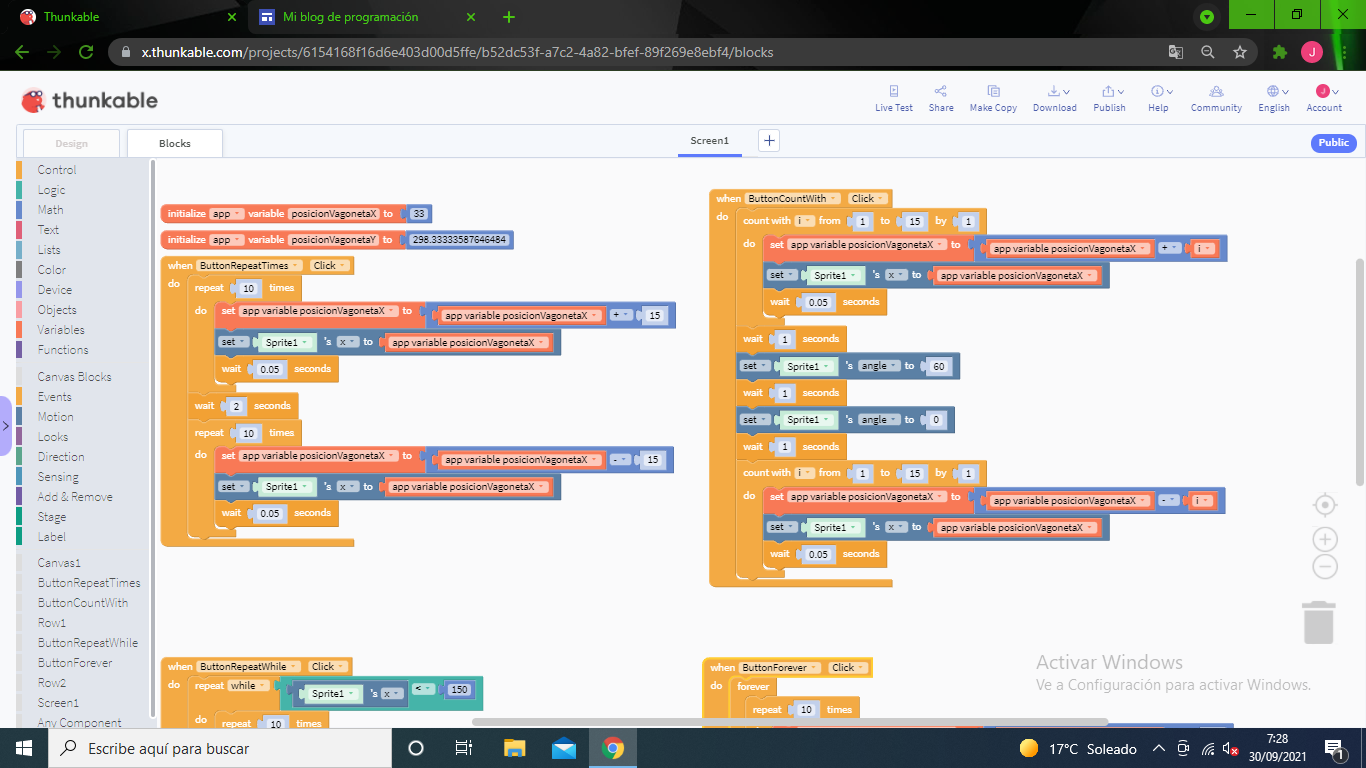 Thunkable
Mi blog de programación
x.thunkable.com/projects/6154168f16d6e403d00d5ffe/b52dc53f-a7c2-4a82-bfef-89f269e8ebf4/blocks
J
thunkable
Live Test
Share
Make Copy
Download
Publish
Help
Community
English
J
Account
Design
Blocks
Screen1
Public
Control
Logic
Math
Text
Lists
Color
Device
Objects
Variables
Functions
Canvas Blocks
Events
Motion
Looks
Direction
Sensing
Add & Remove
Stage
Label
Canvas1
ButtonRepeatTimes
ButtonCountWith
Row1
ButtonRepeatWhile
ButtonForever
Row2
Screen1
Any Component
initialize app variable posicionVagonetaX to 33
initialize app variable posicionVagonetaY to 298.33333587646484
when ButtonRepeatTimes Click
do repeat 10 times
do set app variable posicionVagonetaX to app variable posicionVagonetaX + 15
set Sprite1 's x to app variable posicionVagonetaX
wait 0.05 seconds
wait 2 seconds
repeat 10 times
do set app variable posicionVagonetaX to app variable posicionVagonetaX - 15
set Sprite1 's x to app variable posicionVagonetaX
wait 0.05 seconds
when ButtonCountWith Click
do count with i from 1 to 15 by 1
do set app variable posicionVagonetaX to app variable posicionVagonetaX + i
set Sprite1 's x to app variable posicionVagonetaX
wait 0.05 seconds
wait 1 seconds
set Sprite1 's angle to 60
wait 1 seconds
set Sprite1 's angle to 0
wait 1 seconds
count with i from 1 to 15 by 1
do set app variable posicionVagonetaX to app variable posicionVagonetaX - i
set Sprite1 's x to app variable posicionVagonetaX
wait 0.05 seconds
when ButtonRepeatWhile Click
do repeat while Sprite1 's x < 150
do repeat 10 times
when ButtonForever Click
do forever
repeat 10 times
Activar Windows
Ve a Configuración para activar Windows.
Escribe aquí para buscar
17°C Soleado
7:28
30/09/2021
1